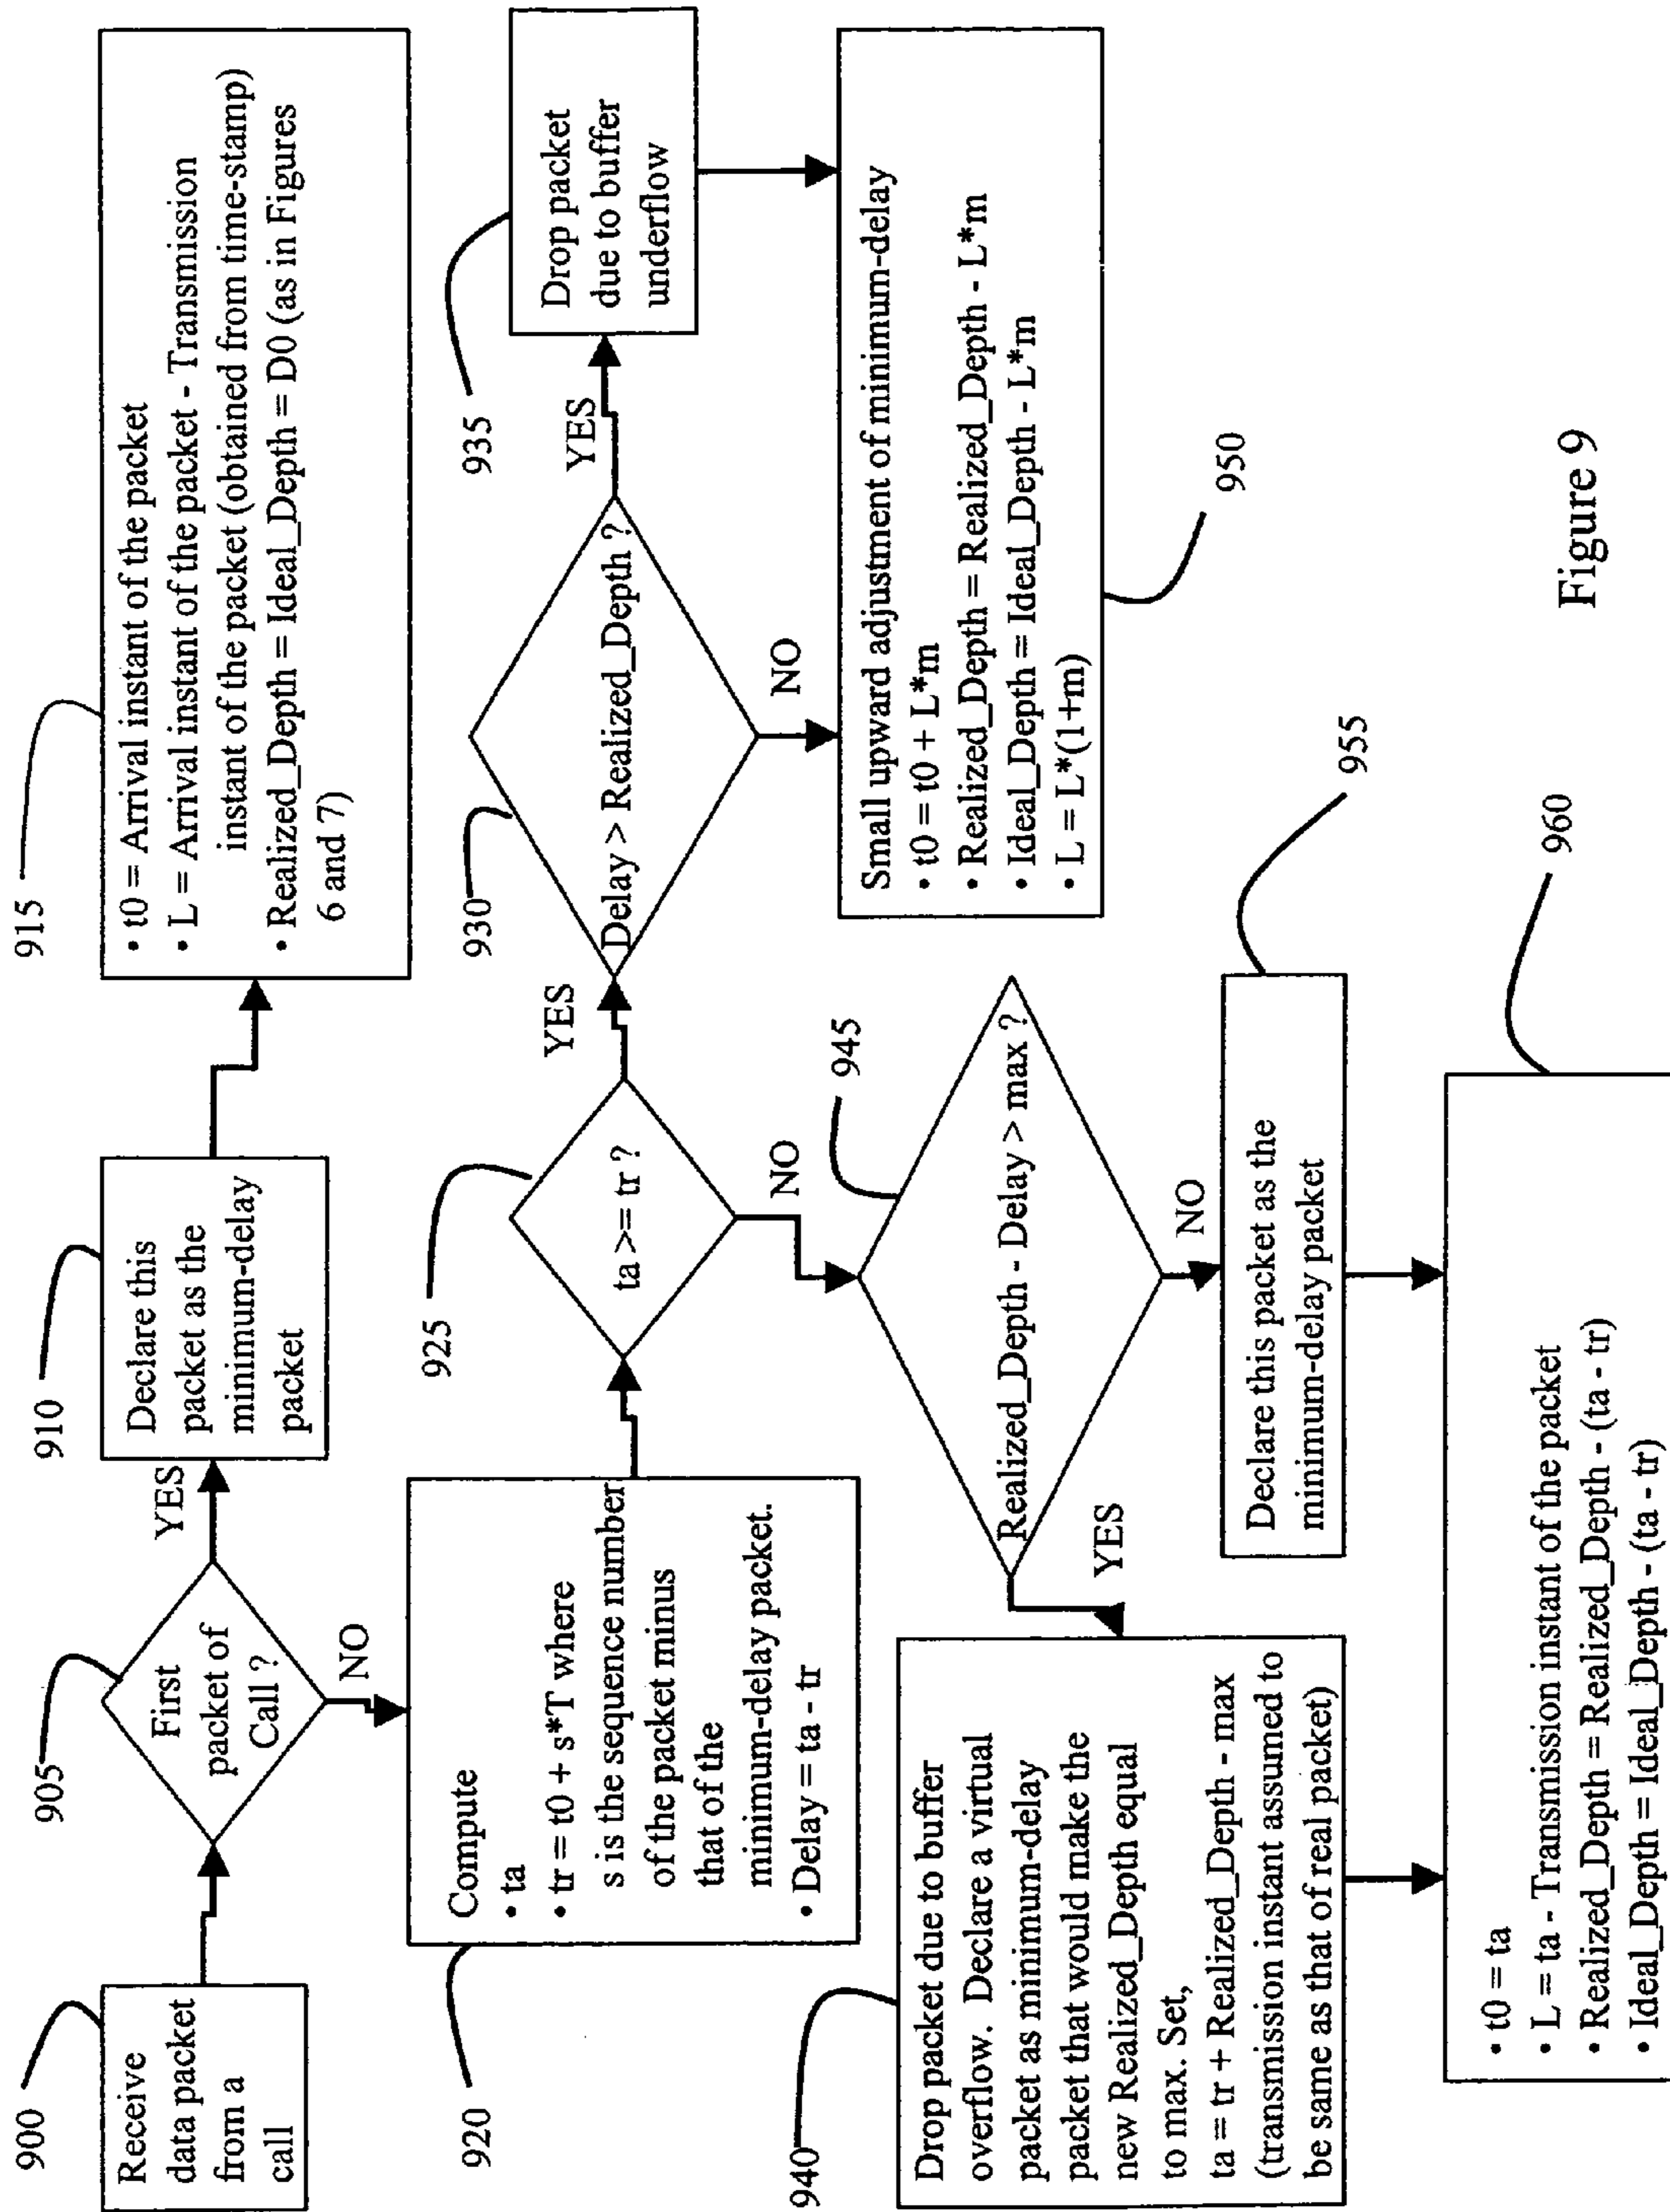 900
Receive
data packet
from a
call
905
First
packet of
Call ?
YES
NO
910
Declare this
packet as the
minimum-delay
packet
915
• t0 = Arrival instant of the packet
• L = Arrival instant of the packet - Transmission
instant of the packet (obtained from time-stamp)
• Realized_Depth = Ideal_Depth = D0 (as in Figures
6 and 7)
920
Compute
• ta
• tr = t0 + s*T where
s is the sequence number
of the packet minus
that of the
minimum-delay packet.
• Delay = ta - tr
925
ta >= tr ?
YES
NO
930
Delay > Realized_Depth ?
YES
NO
935
Drop packet
due to buffer
underflow
950
Small upward adjustment of minimum-delay
• t0 = t0 + L*m
• Realized_Depth = Realized_Depth - L*m
• Ideal_Depth = Ideal_Depth - L*m
• L = L*(1+m)
945
Realized_Depth - Delay > max ?
YES
NO
940
Drop packet due to buffer
overflow. Declare a virtual
packet as minimum-delay
packet that would make the
new Realized_Depth equal
to max. Set,
ta = tr + Realized_Depth - max
(transmission instant assumed to
be same as that of real packet)
955
Declare this packet as the
minimum-delay packet
960
• t0 = ta
• L = ta - Transmission instant of the packet
• Realized_Depth = Realized_Depth - (ta - tr)
• Ideal_Depth = Ideal_Depth - (ta - tr)
Figure 9